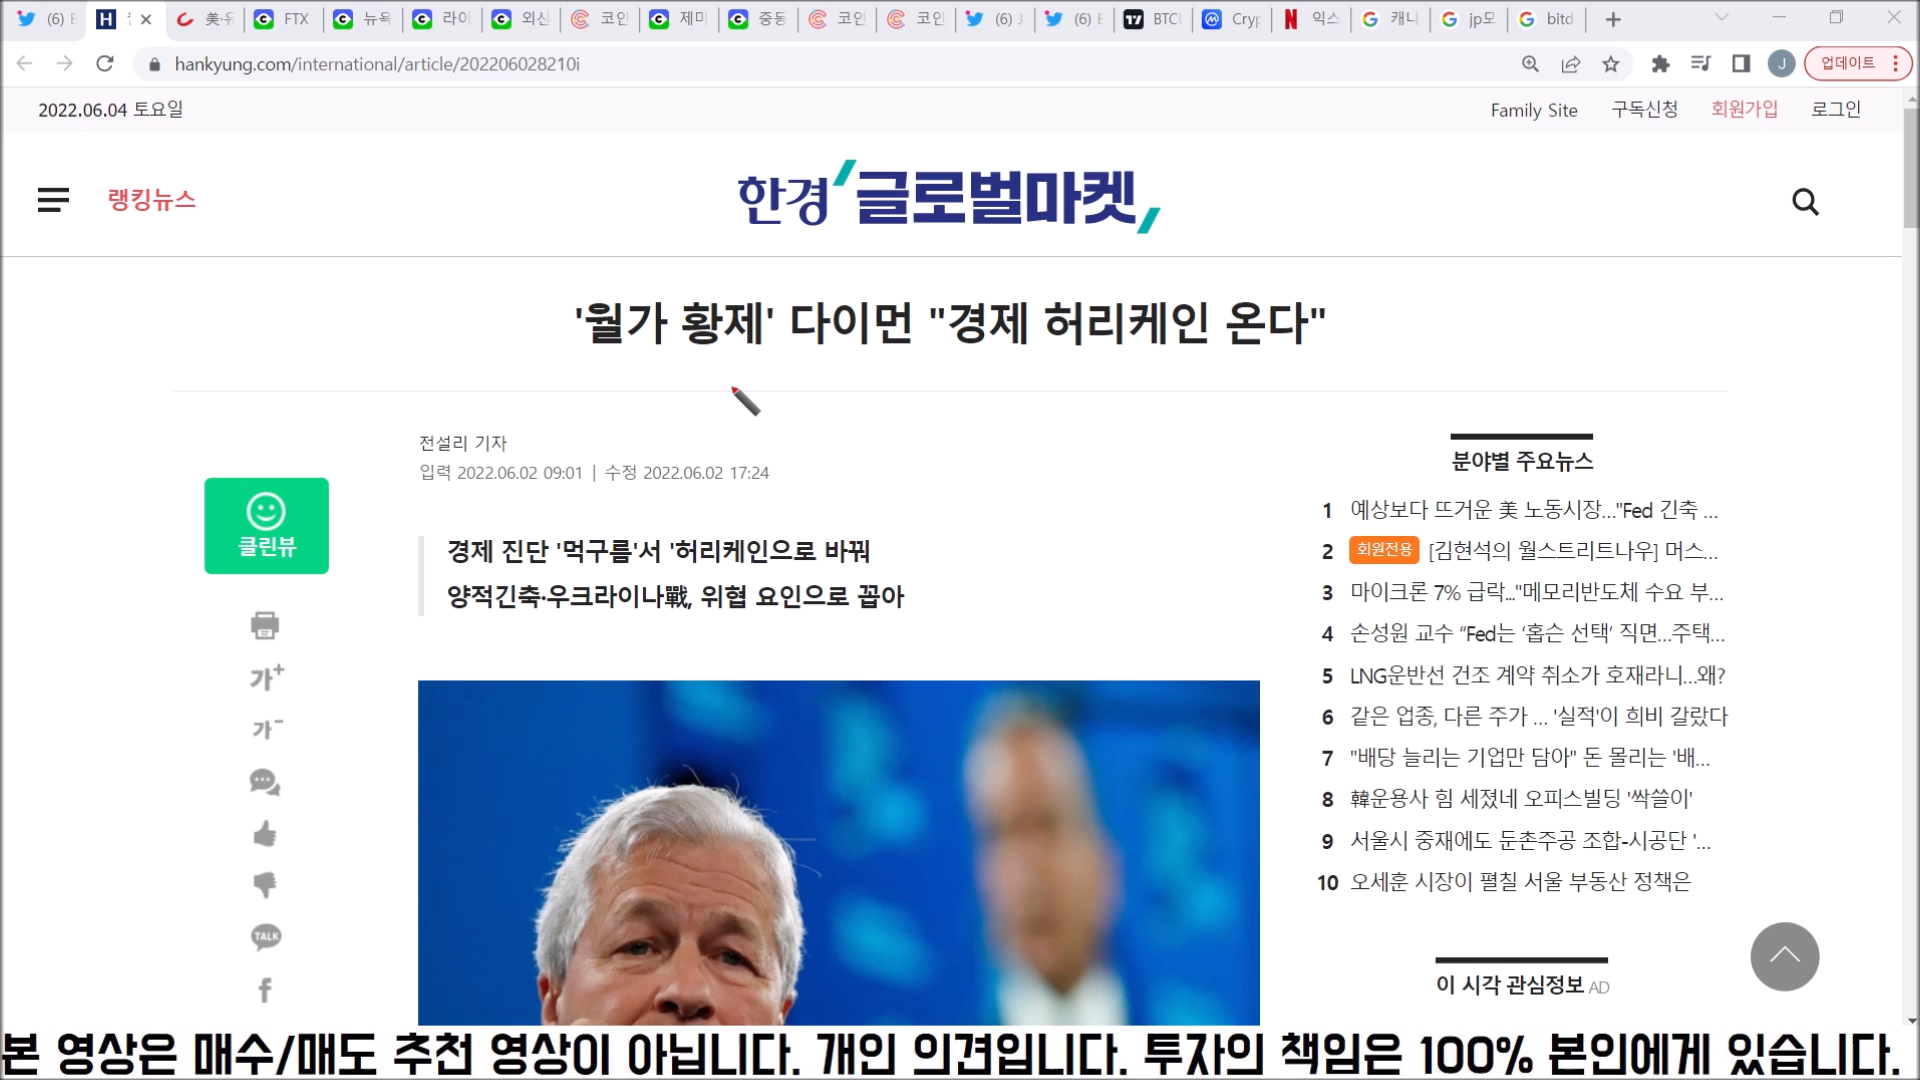 (6) E
FTX
뉴욕
라이
외신
코인
제미
중동
코인
코인
(6) J
(6) E
BTC
Cryp
익스
캐나
jp모
bitd
hankyung.com/international/article/202206028210i
업데이트
2022.06.04 토요일
Family Site 구독신청 회원가입 로그인
랭킹뉴스
한경 글로벌마켓
'월가 황제' 다이먼 "경제 허리케인 온다"
전설리 기자
입력 2022.06.02 09:01 | 수정 2022.06.02 17:24
클린뷰
경제 진단 '먹구름'서 '허리케인으로 바꿔
양적긴축·우크라이나戰, 위협 요인으로 꼽아
가+
가-
TALK
분야별 주요뉴스
1 예상보다 뜨거운 美 노동시장…"Fed 긴축 ...
2 회원전용 [김현석의 월스트리트나우] 머스...
3 마이크론 7% 급락..."메모리반도체 수요 부...
4 손성원 교수 “Fed는 ‘홉슨 선택’ 직면…주택...
5 LNG운반선 건조 계약 취소가 호재라니…왜?
6 같은 업종, 다른 주가 … '실적'이 희비 갈랐다
7 "배당 늘리는 기업만 담아" 돈 몰리는 '배...
8 韓운용사 힘 세졌네 오피스빌딩 '싹쓸이'
9 서울시 중재에도 둔촌주공 조합-시공단 '...
10 오세훈 시장이 펼칠 서울 부동산 정책은
이 시각 관심정보 AD
본 영상은 매수/매도 추천 영상이 아닙니다. 개인 의견입니다. 투자의 책임은 100% 본인에게 있습니다.